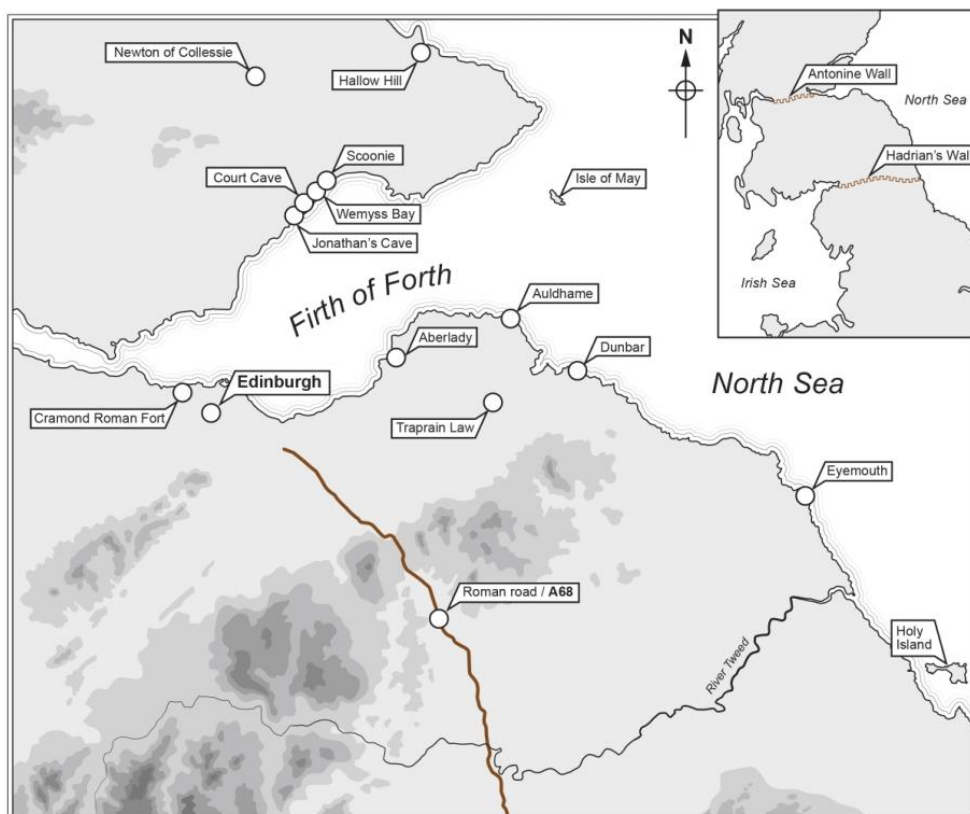 Newton of Collessie
Hallow Hill
N
Antonine Wall
North Sea
Hadrian's Wall
Irish Sea
Scoonie
Court Cave
Wemyss Bay
Jonathan's Cave
Isle of May
Firth of Forth
Auldhame
Aberlady
Dunbar
North Sea
Edinburgh
Cramond Roman Fort
Traprain Law
Eyemouth
Roman road / A68
Holy
Island
River Tweed